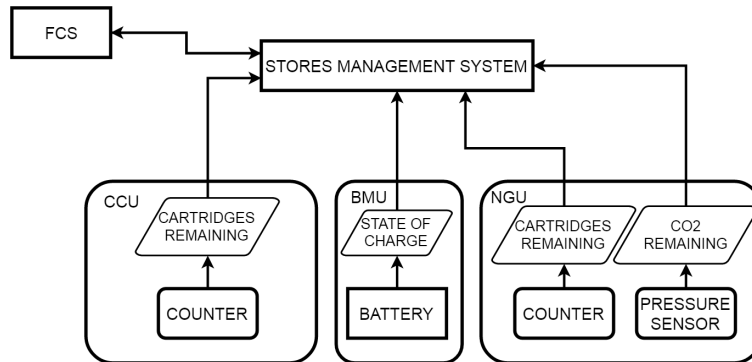 FCS
STORES MANAGEMENT SYSTEM
CCU
CARTRIDGES
REMAINING
COUNTER
BMU
STATE OF
CHARGE
BATTERY
NGU
CARTRIDGES
REMAINING
CO2
REMAINING
COUNTER
PRESSURE
SENSOR